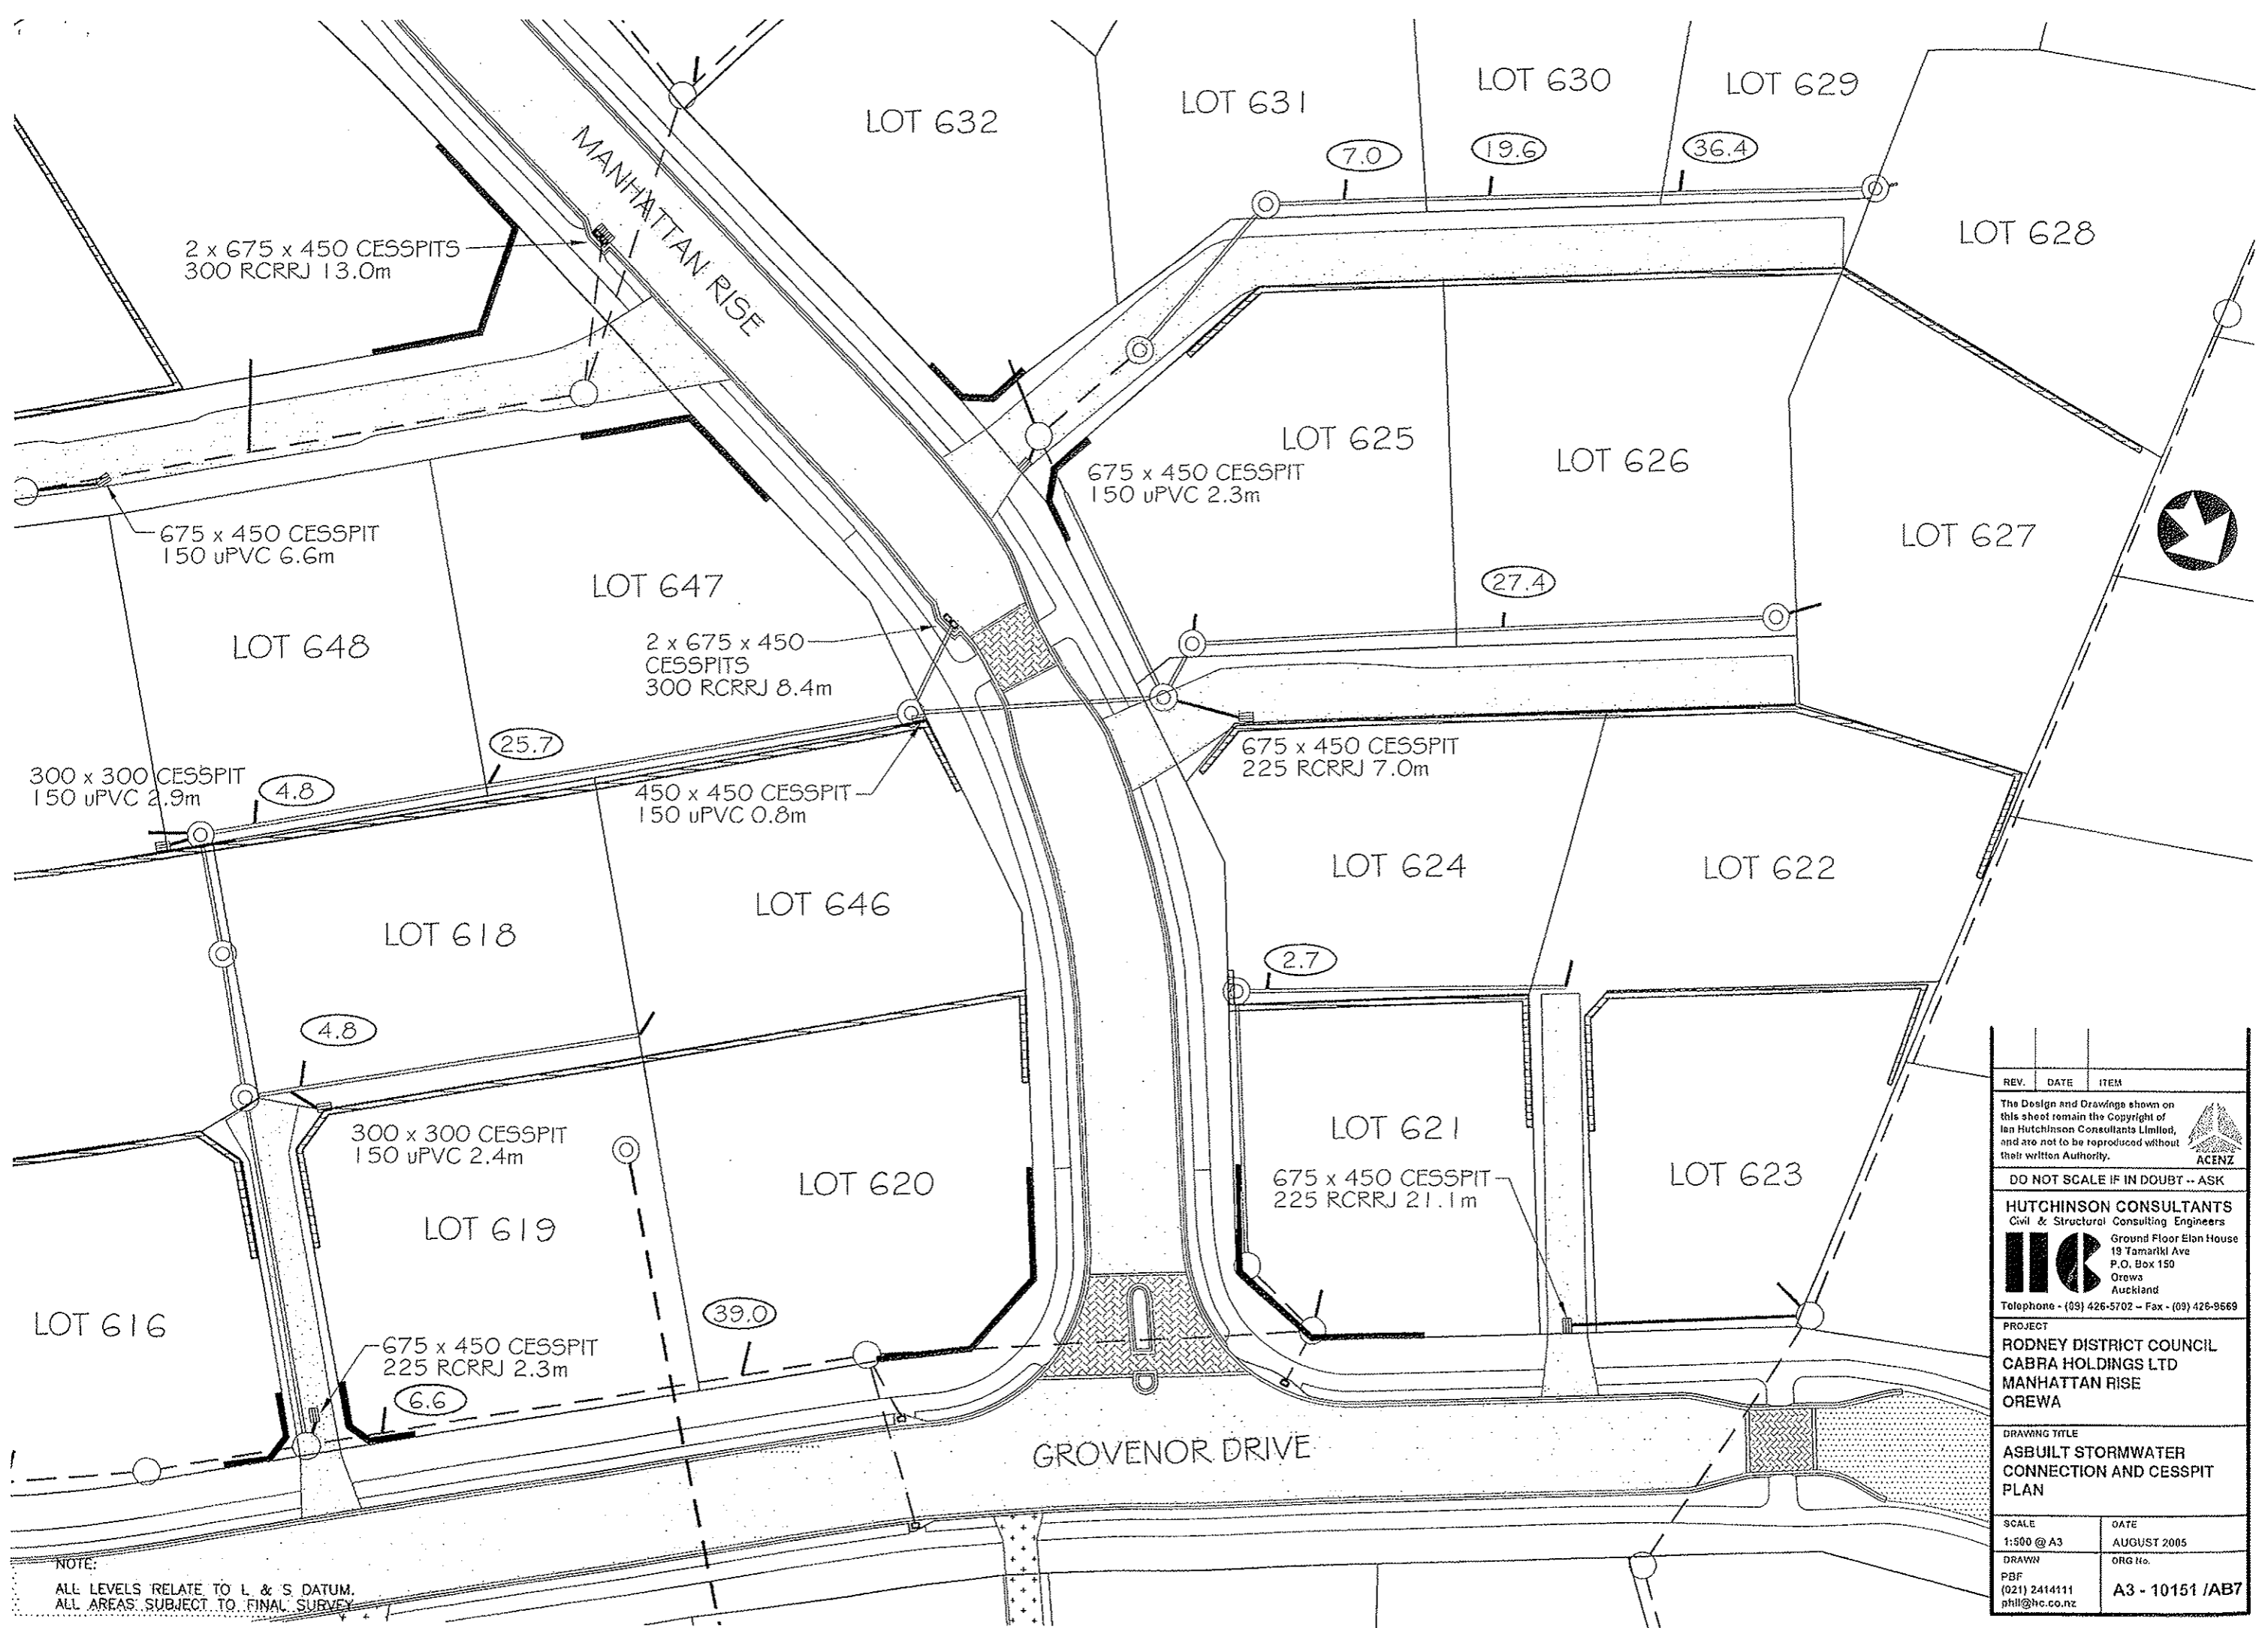 LOT 632
LOT 631
LOT 630
LOT 629
7.0
19.6
36.4
MANHATTAN RISE
LOT 628
2 x 675 x 450 CESSPITS
300 RCRRJ 13.0m
LOT 625
LOT 626
675 x 450 CESSPIT
150 uPVC 2.3m
LOT 627
675 x 450 CESSPIT
150 uPVC 6.6m
LOT 647
27.4
LOT 648
2 x 675 x 450
CESSPITS
300 RCRRJ 8.4m
25.7
675 x 450 CESSPIT
225 RCRRJ 7.0m
300 x 300 CESSPIT
150 uPVC 2.9m
4.8
450 x 450 CESSPIT
150 uPVC 0.8m
LOT 624
LOT 622
LOT 646
LOT 618
2.7
4.8
LOT 621
300 x 300 CESSPIT
150 uPVC 2.4m
LOT 620
675 x 450 CESSPIT
225 RCRRJ 21.1m
LOT 623
LOT 619
LOT 616
39.0
675 x 450 CESSPIT
225 RCRRJ 2.3m
6.6
GROVENOR DRIVE
NOTE:
ALL LEVELS RELATE TO L & S DATUM.
ALL AREAS SUBJECT TO FINAL SURVEY
REV. DATE ITEM
The Design and Drawings shown on
this sheet remain the Copyright of
Ian Hutchinson Consultants Limited,
and are not to be reproduced without
their written Authority.
ACENZ
DO NOT SCALE IF IN DOUBT -- ASK
HUTCHINSON CONSULTANTS
Civil & Structural Consulting Engineers
HC
Ground Floor Elan House
19 Tamariki Ave
P.O. Box 150
Orewa
Auckland
Telephone - (09) 426-5702 -- Fax - (09) 426-9669
PROJECT
RODNEY DISTRICT COUNCIL
CABRA HOLDINGS LTD
MANHATTAN RISE
OREWA
DRAWING TITLE
ASBUILT STORMWATER
CONNECTION AND CESSPIT
PLAN
SCALE
1:500 @ A3
DATE
AUGUST 2005
DRAWN
PBF
(021) 2414111
phil@hc.co.nz
ORG No.
A3 - 10151 /AB7